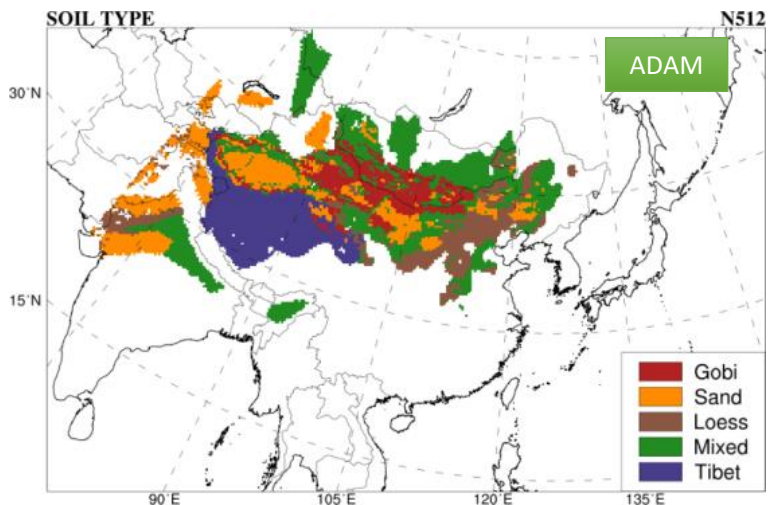 SOIL TYPE
N512
ADAM
30°N
15°N
Gobi
Sand
Loess
Mixed
Tibet
90°E
105°E
120°E
135°E